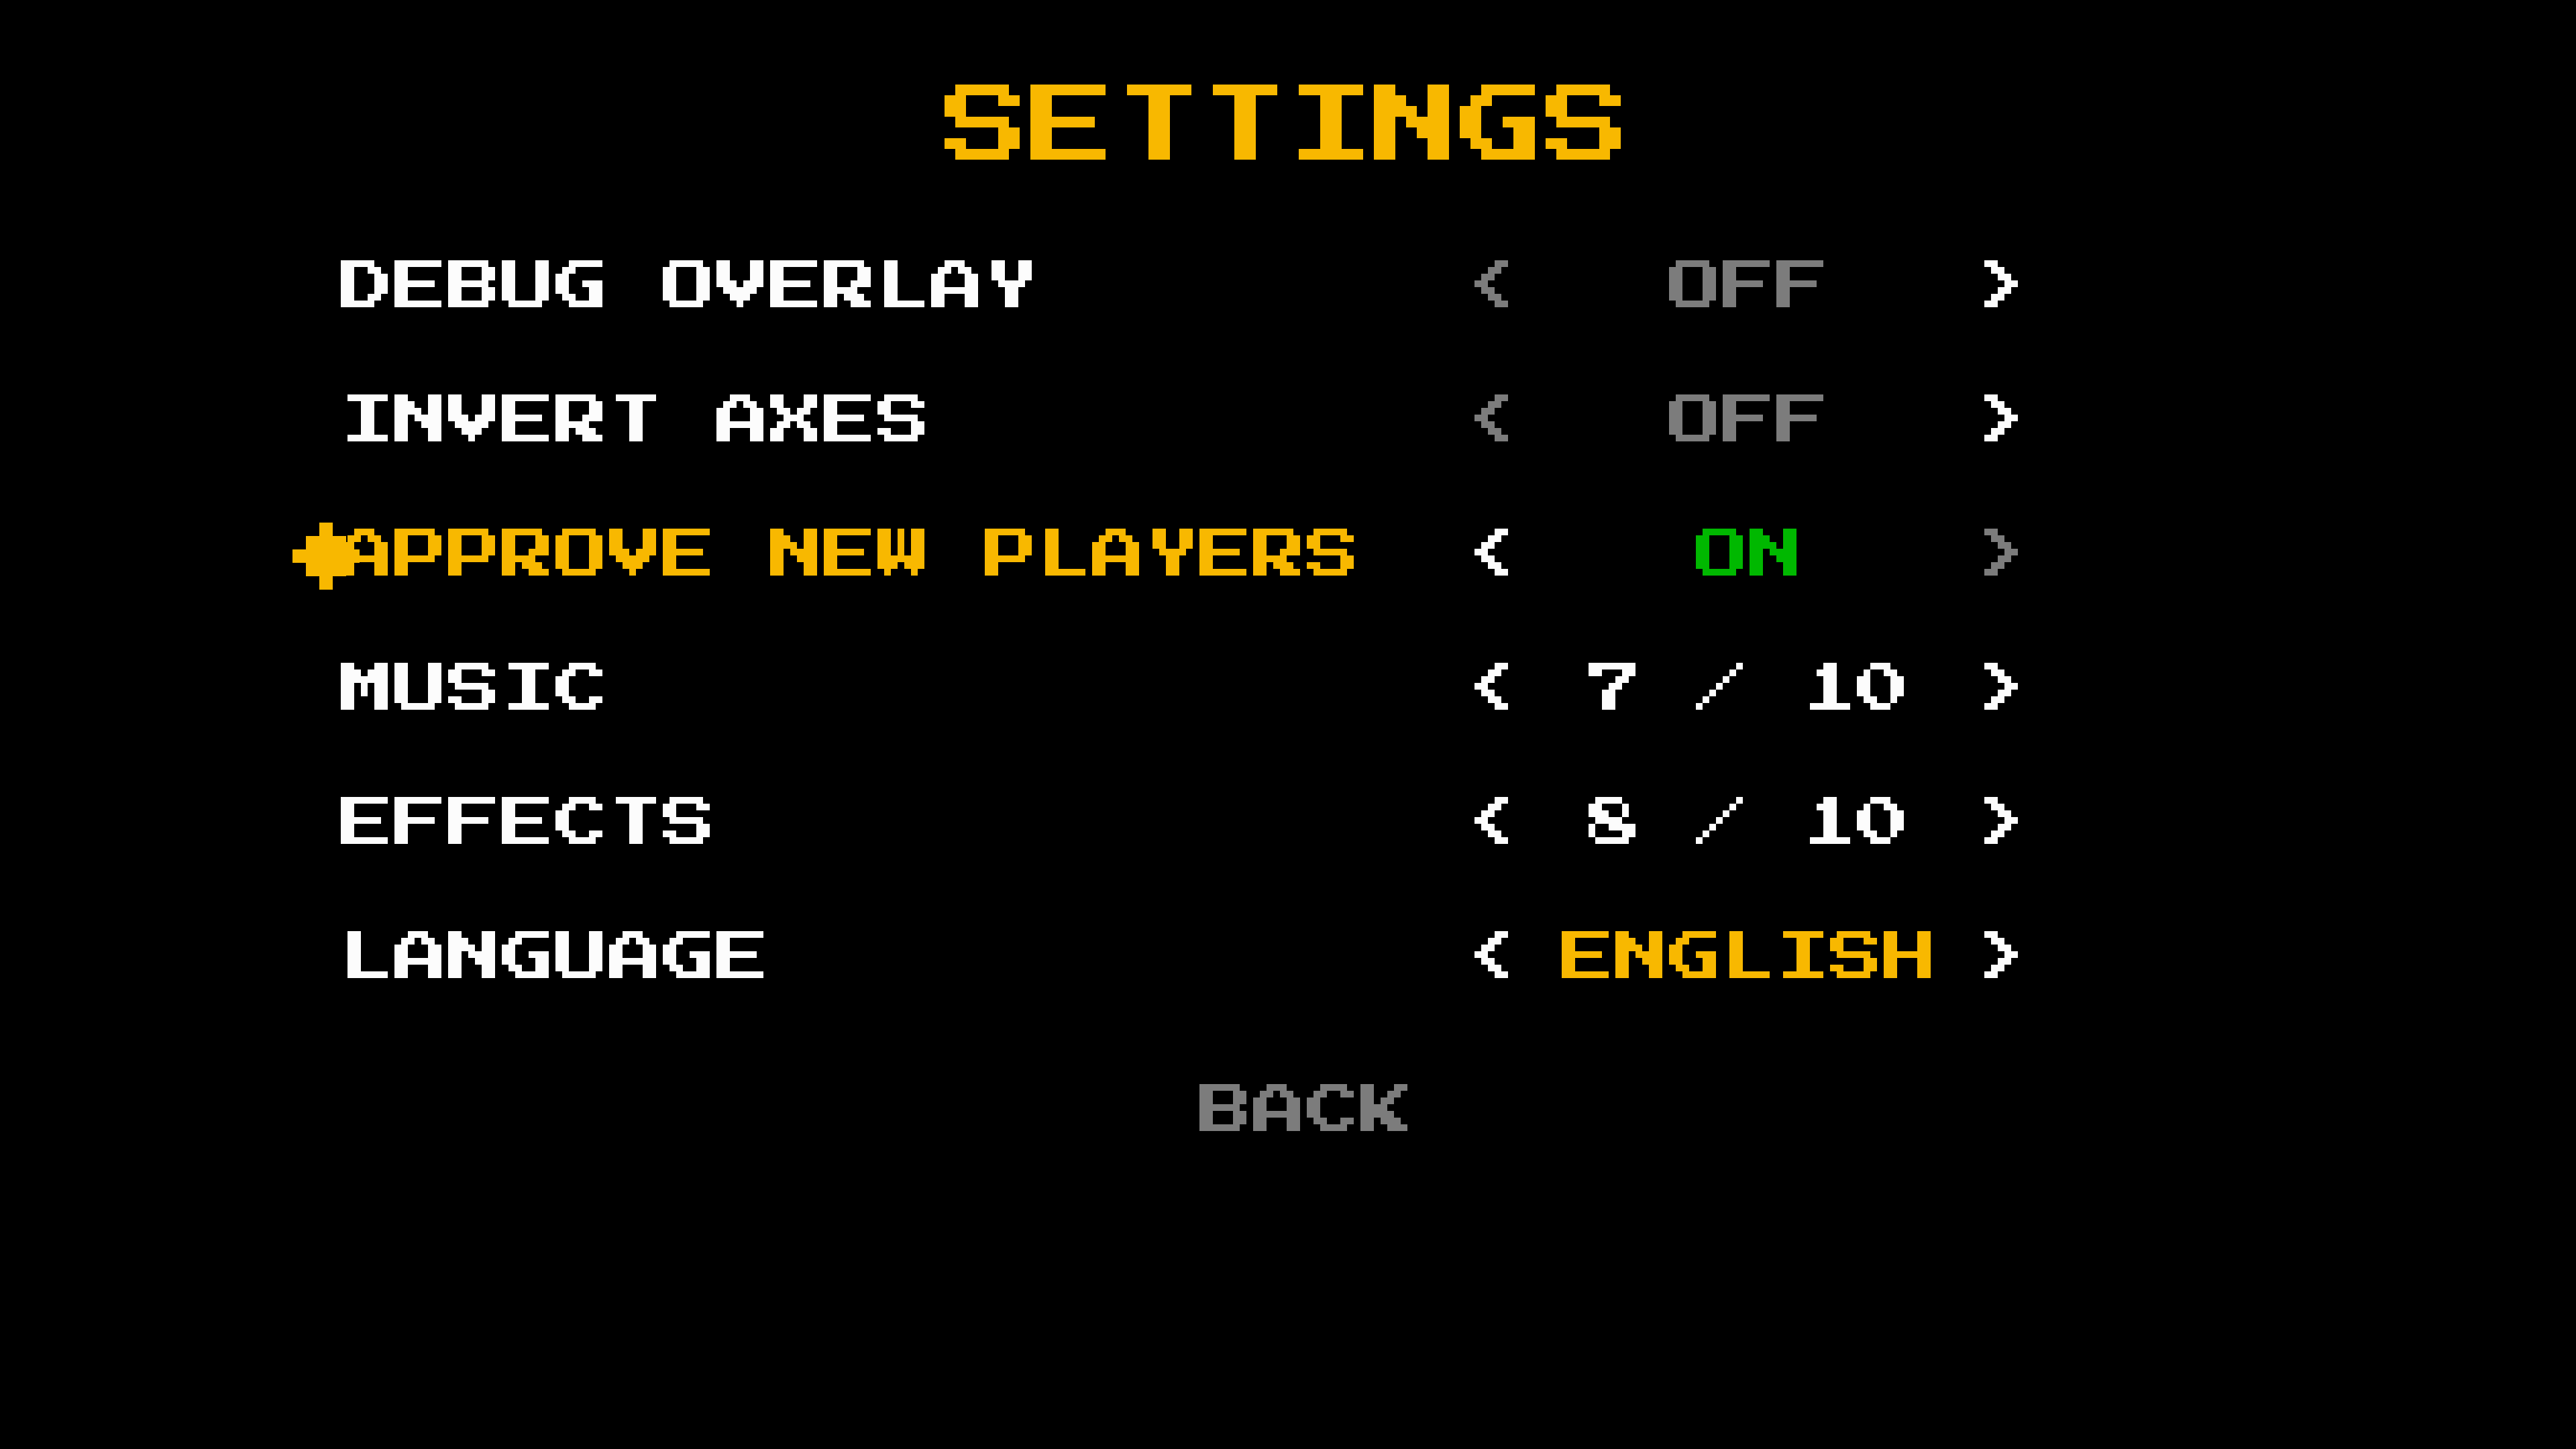 SETTINGS
DEBUG OVERLAY < OFF >
INVERT AXES < OFF >
APPROVE NEW PLAYERS < ON >
MUSIC < 7 / 10 >
EFFECTS < 8 / 10 >
LANGUAGE < ENGLISH >
BACK